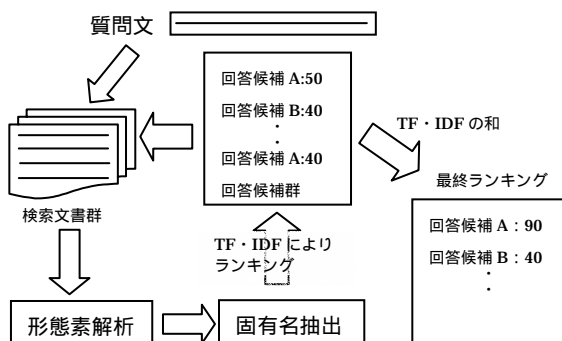 質問文
回答候補 A:50
回答候補 B:40
・
・
回答候補 A:40
回答候補群
TF・IDF の和
最終ランキング
検索文書群
回答候補 A：90
回答候補 B：40
・
・
TF・IDF により
ランキング
形態素解析
固有名抽出